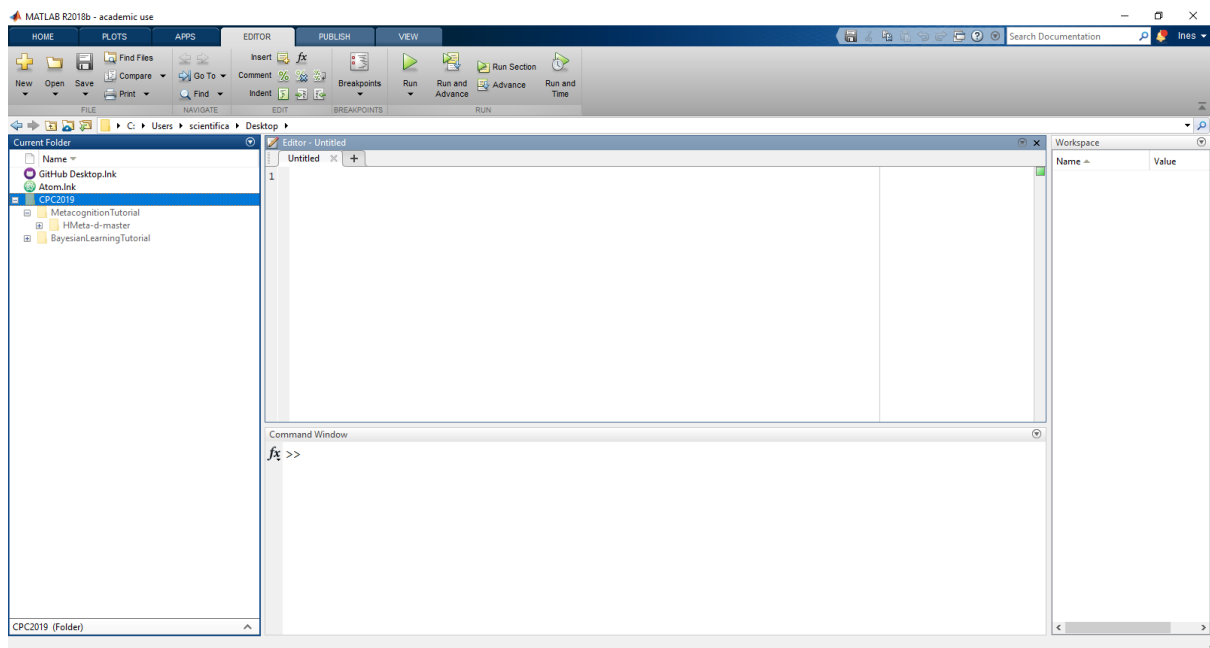 MATLAB R2018b - academic use
HOME PLOTS APPS EDITOR PUBLISH VIEW Search Documentation Ines
New Open Save Find Files Compare Print
FILE
Go To Find
NAVIGATE
Insert fx
Comment
Indent
EDIT
Breakpoints
BREAKPOINTS
Run Run and Advance Run Section Advance Run and Time
RUN
C: Users scientifica Desktop
Current Folder
Name
GitHub Desktop.lnk
Atom.lnk
CPC2019
MetacognitionTutorial
HMeta-d-master
BayesianLearningTutorial
CPC2019 (Folder)
Editor - Untitled
Untitled +
1
Command Window
fx >>
Workspace
Name Value